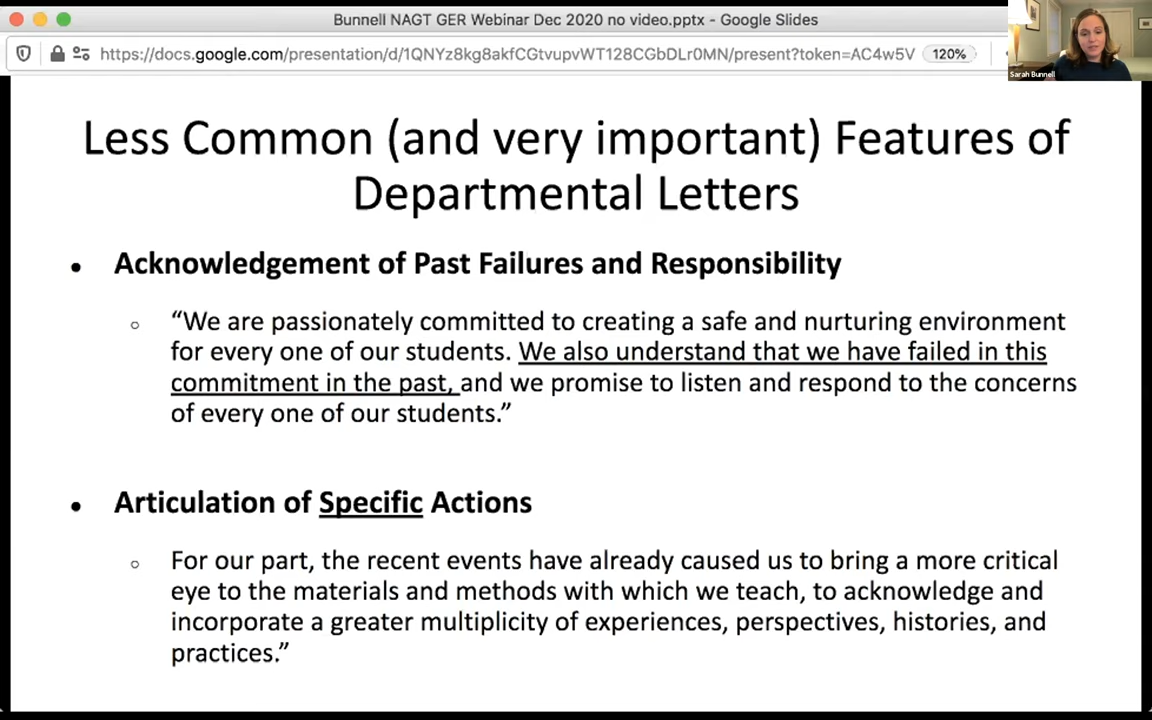 Bunnell NAGT GER Webinar Dec 2020 no video.pptx - Google Slides
https://docs.google.com/presentation/d/1QNYz8kg8akfCGtvupvWT128CGbDLr0MN/present?token=AC4w5V
120%
Sarah Bunnell
Less Common (and very important) Features of
Departmental Letters
• Acknowledgement of Past Failures and Responsibility
○ “We are passionately committed to creating a safe and nurturing environment
for every one of our students. We also understand that we have failed in this
commitment in the past, and we promise to listen and respond to the concerns
of every one of our students.”
• Articulation of Specific Actions
○ For our part, the recent events have already caused us to bring a more critical
eye to the materials and methods with which we teach, to acknowledge and
incorporate a greater multiplicity of experiences, perspectives, histories, and
practices.”